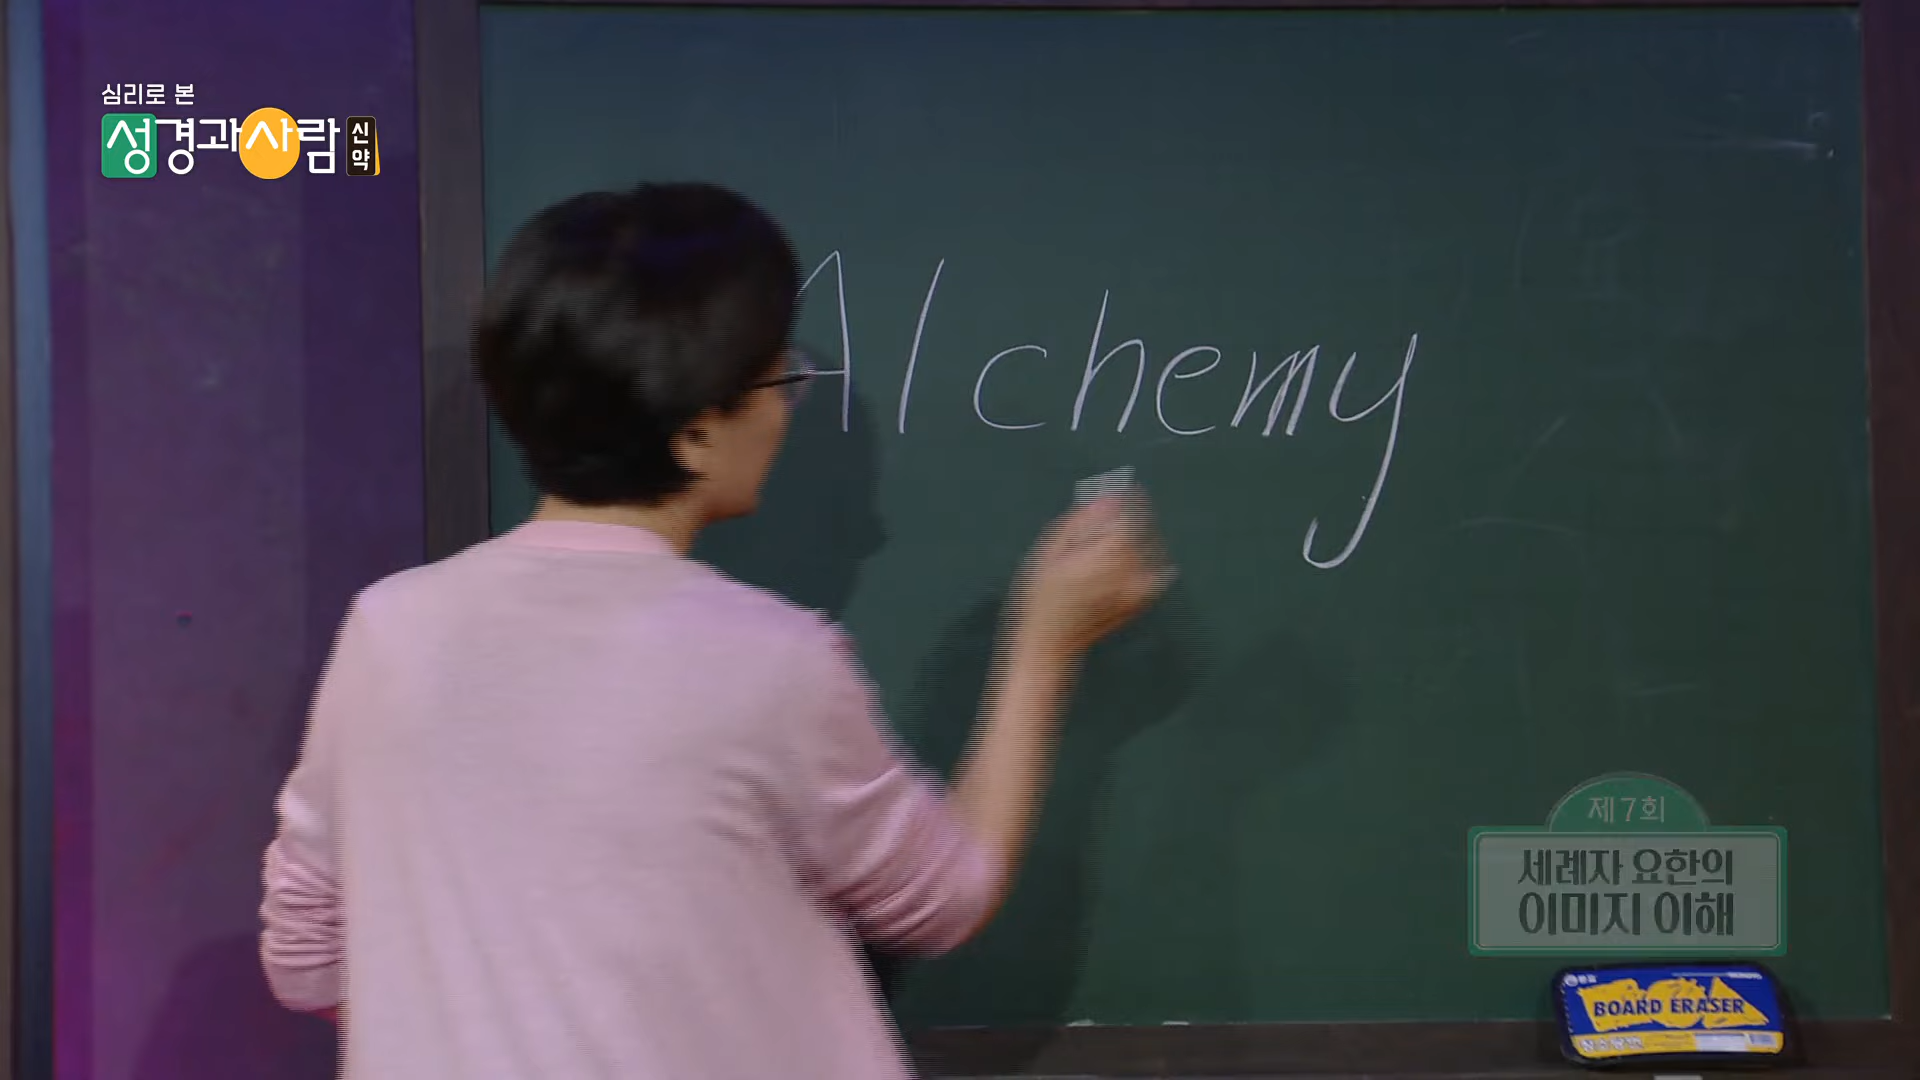 심리로 본
성경과사람 신약
Alchemy
제7회
세례자 요한의
이미지 이해
BOARD ERASER